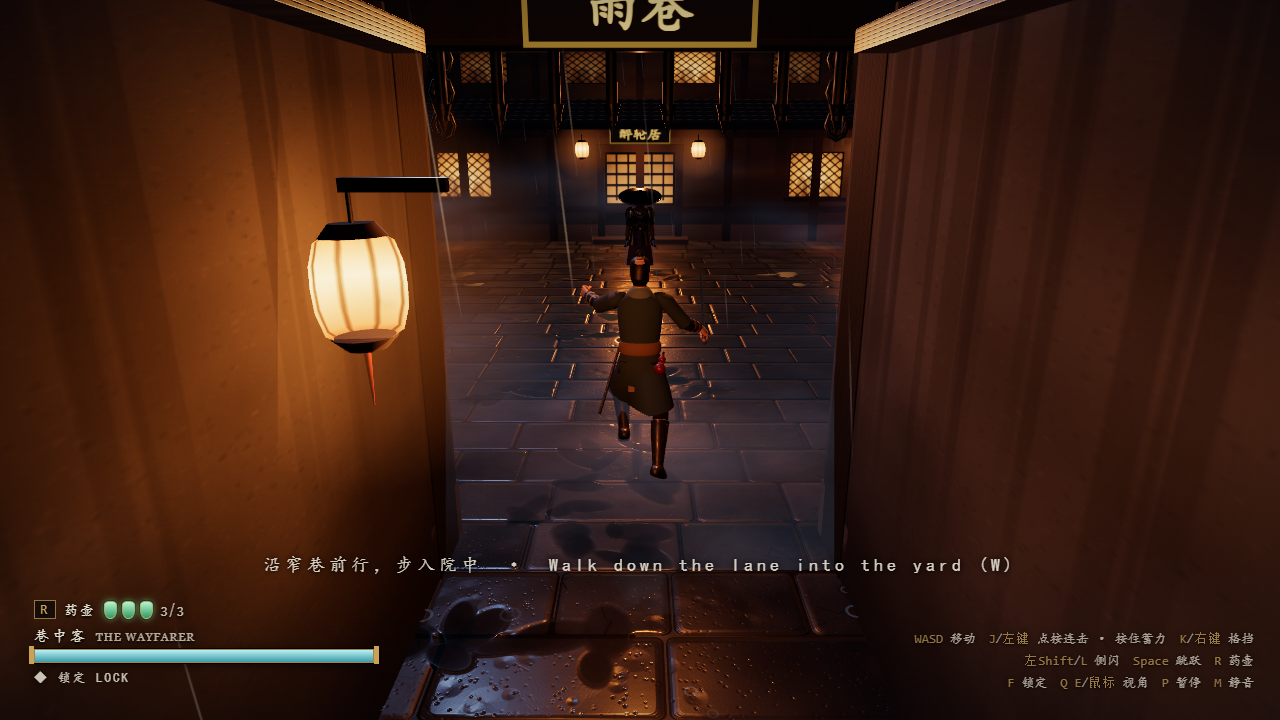 雨巷
醉舩居
沿窄巷前行，步入院中 • Walk down the lane into the yard (W)
R 药壶 3/3
巷中客 THE WAYFARER
◆ 锁定 LOCK
WASD 移动 J/左键 点按连击 • 按住蓄力 K/右键 格挡
左Shift/L 侧闪 Space 跳跃 R 药壶
F 锁定 Q E/鼠标 视角 P 暂停 M 静音